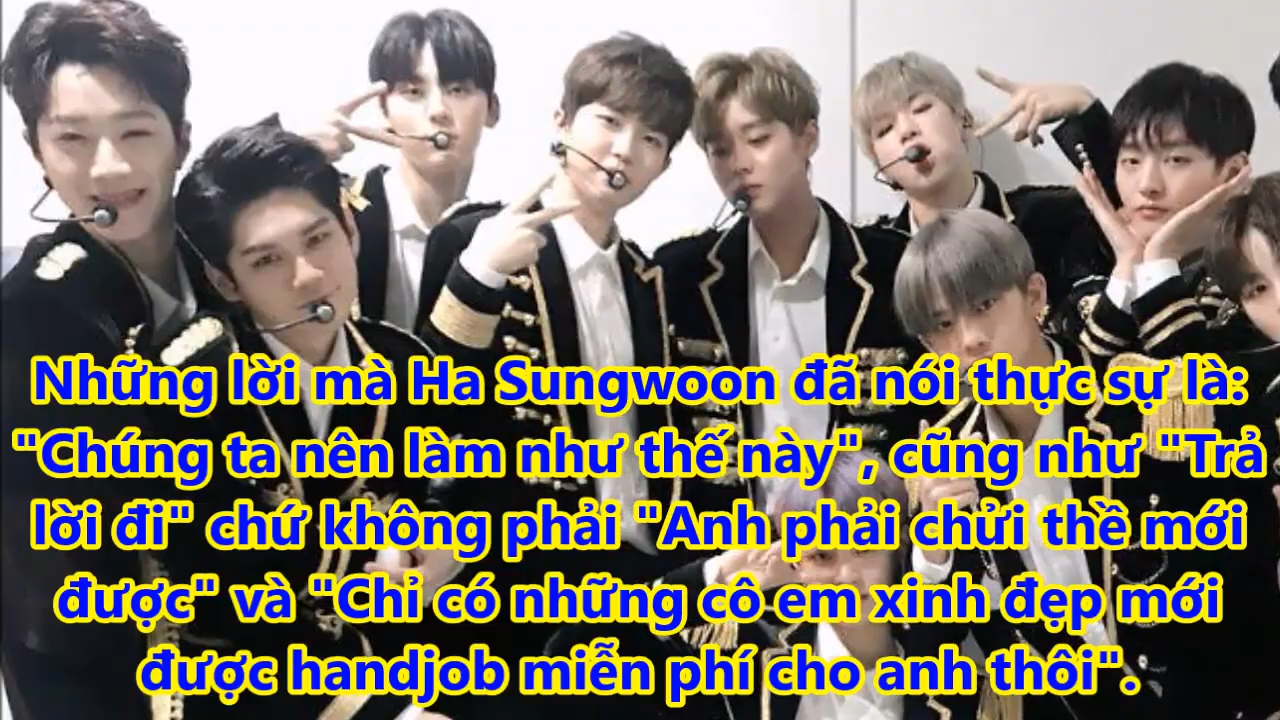 Những lời mà Ha Sungwoon đã nói thực sự là:
"Chúng ta nên làm như thế này", cũng như "Trả
lời đi" chứ không phải "Anh phải chửi thề mới
được" và "Chỉ có những cô em xinh đẹp mới
được handjob miễn phí cho anh thôi".